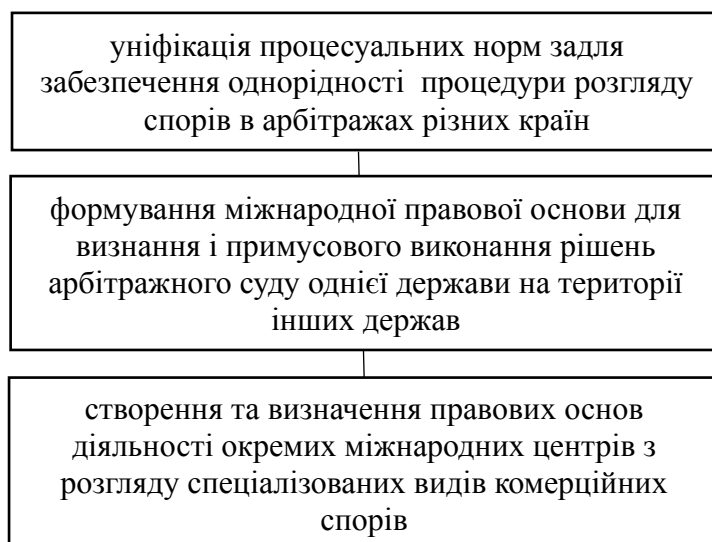 уніфікація процесуальних норм задля
забезпечення однорідності процедури розгляду
спорів в арбітражах різних країн
формування міжнародної правової основи для
визнання і примусового виконання рішень
арбітражного суду однієї держави на території
інших держав
створення та визначення правових основ
діяльності окремих міжнародних центрів з
розгляду спеціалізованих видів комерційних
спорів